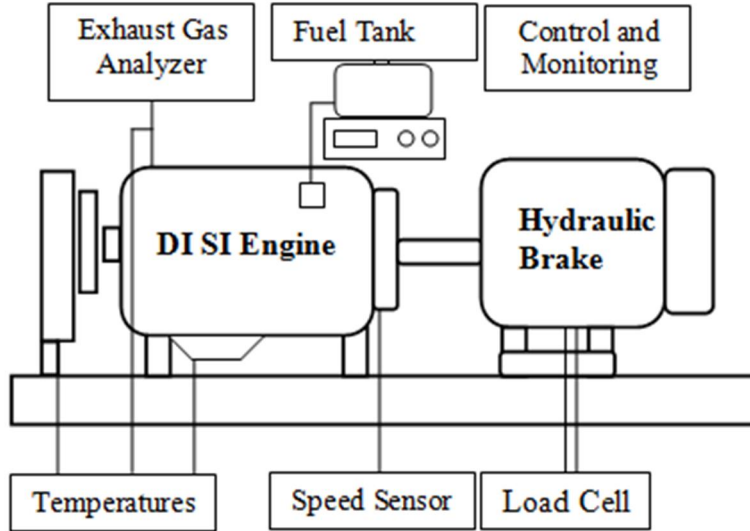 Exhaust Gas
Analyzer
Fuel Tank
Control and
Monitoring
DI SI Engine
Hydraulic
Brake
Temperatures
Speed Sensor
Load Cell